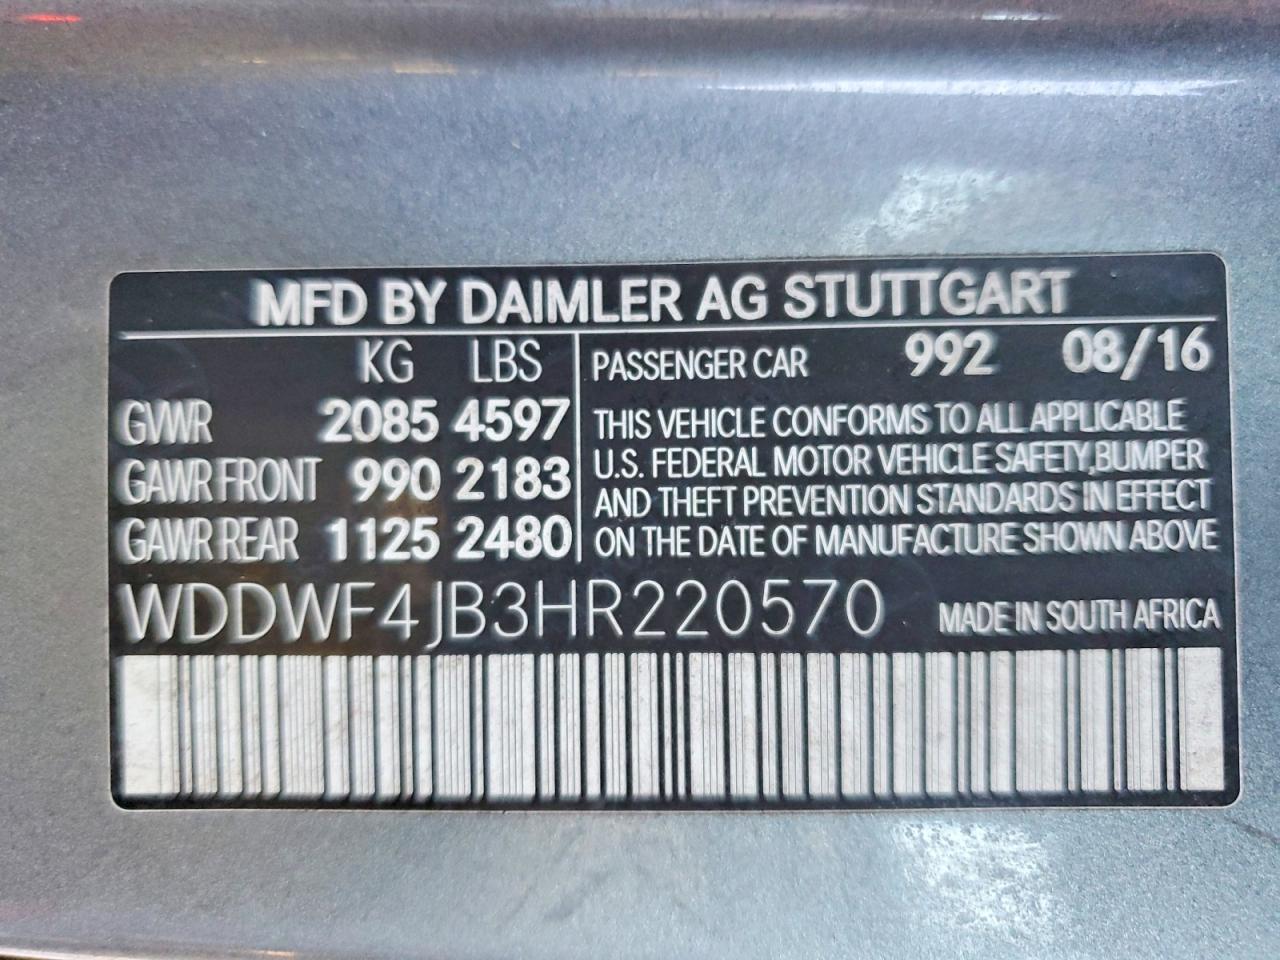 MFD BY DAIMLER AG STUTTGART
KG LBS
GVWR 2085 4597
GAWR FRONT 990 2183
GAWR REAR 1125 2480
PASSENGER CAR 992 08/16
THIS VEHICLE CONFORMS TO ALL APPLICABLE
U.S. FEDERAL MOTOR VEHICLE SAFETY,BUMPER
AND THEFT PREVENTION STANDARDS IN EFFECT
ON THE DATE OF MANUFACTURE SHOWN ABOVE
WDDWF4JB3HR220570 MADE IN SOUTH AFRICA